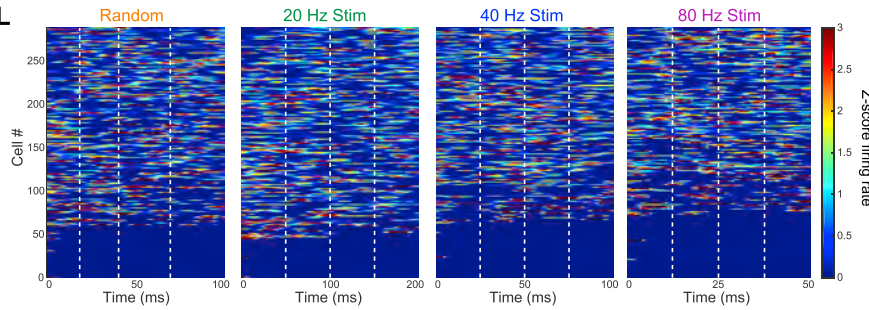 L
Random
20 Hz Stim
40 Hz Stim
80 Hz Stim
Cell #
250
200
150
100
50
0
0 50 100
Time (ms)
0 100 200
Time (ms)
0 50 100
Time (ms)
0 25 50
Time (ms)
3
2.5
2
1.5
1
0.5
0
Z-score firing rate